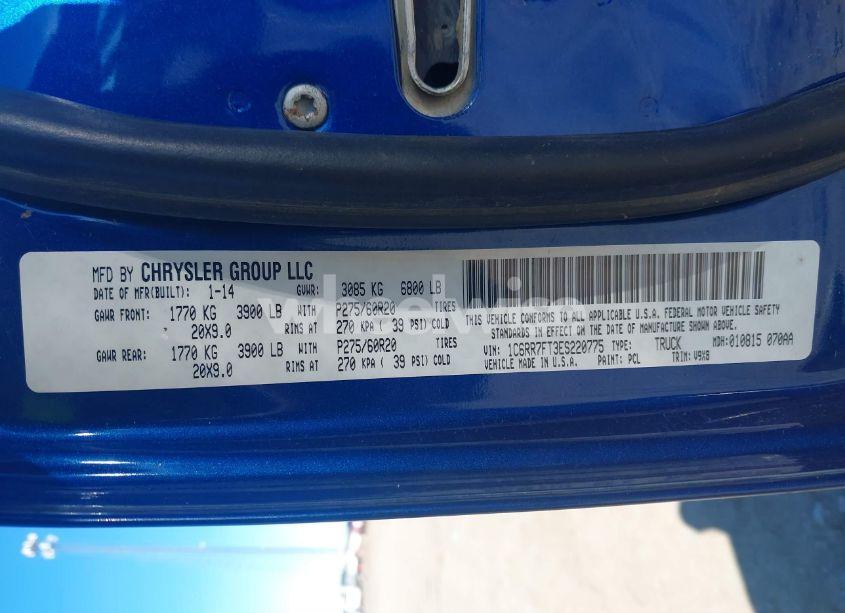 MFD BY CHRYSLER GROUP LLC
DATE OF MFR(BUILT): 1-14 GVWR: 3085 KG 6800 LB
GAWR FRONT: 1770 KG 3900 LB WITH P275/60R20 TIRES
20X9.0 RIMS AT 270 KPA ( 39 PSI) COLD
GAWR REAR: 1770 KG 3900 LB WITH P275/60R20 TIRES
20X9.0 RIMS AT 270 KPA ( 39 PSI) COLD
THIS VEHICLE CONFORMS TO ALL APPLICABLE U.S.A. FEDERAL MOTOR VEHICLE SAFETY
STANDARDS IN EFFECT ON THE DATE OF MANUFACTURE SHOWN ABOVE.
VIN: 1C6RR7FT3ES220775 TYPE: TRUCK MDH: 010815 070AA
VEHICLE MADE IN U.S.A. PAINT: PCL TRIM: V9X8